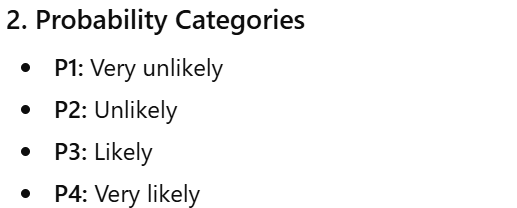 2. Probability Categories
• P1: Very unlikely
• P2: Unlikely
• P3: Likely
• P4: Very likely